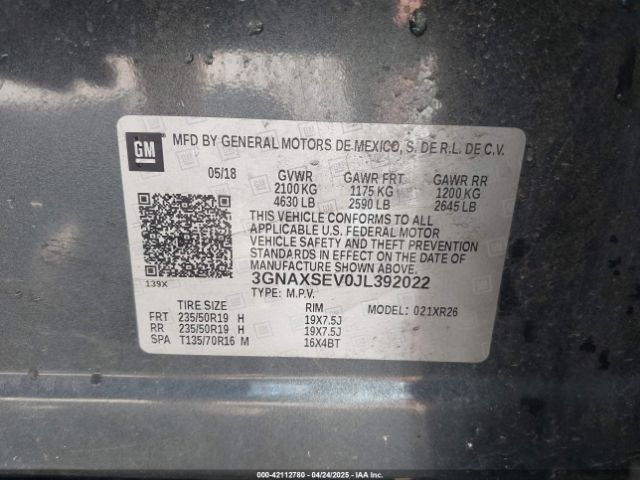 GM
MFD BY GENERAL MOTORS DE MEXICO, S. DE R.L. DE C.V.
05/18 GVWR GAWR FRT GAWR RR
2100 KG 1175 KG 1200 KG
4630 LB 2590 LB 2645 LB
THIS VEHICLE CONFORMS TO ALL
APPLICABLE U.S. FEDERAL MOTOR
VEHICLE SAFETY AND THEFT PREVENTION
STANDARDS IN EFFECT ON THE DATE OF
MANUFACTURE SHOWN ABOVE.
139X
3GNAXSEV0JL392022
TYPE: M.P.V. MODEL: 021XR26
TIRE SIZE RIM
FRT 235/50R19 H 19X7.5J
RR 235/50R19 H 19X7.5J
SPA T135/70R16 M 16X4BT
000-42112780 - 04/24/2025 - IAA Inc.